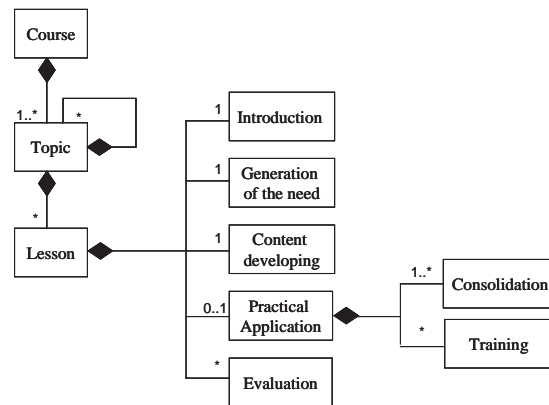 Course
1..*
*
Topic
*
Lesson
1
Introduction
1
Generation
of the need
1
Content
developing
0..1
Practical
Application
*
Evaluation
1..*
Consolidation
*
Training